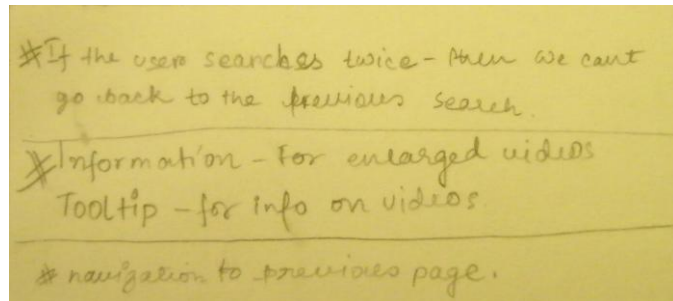 #If the user searches twice - then we cant
go back to the previous search.
#Information - For enlarged videos
Tooltip - for info on videos.
# navigation to previous page.